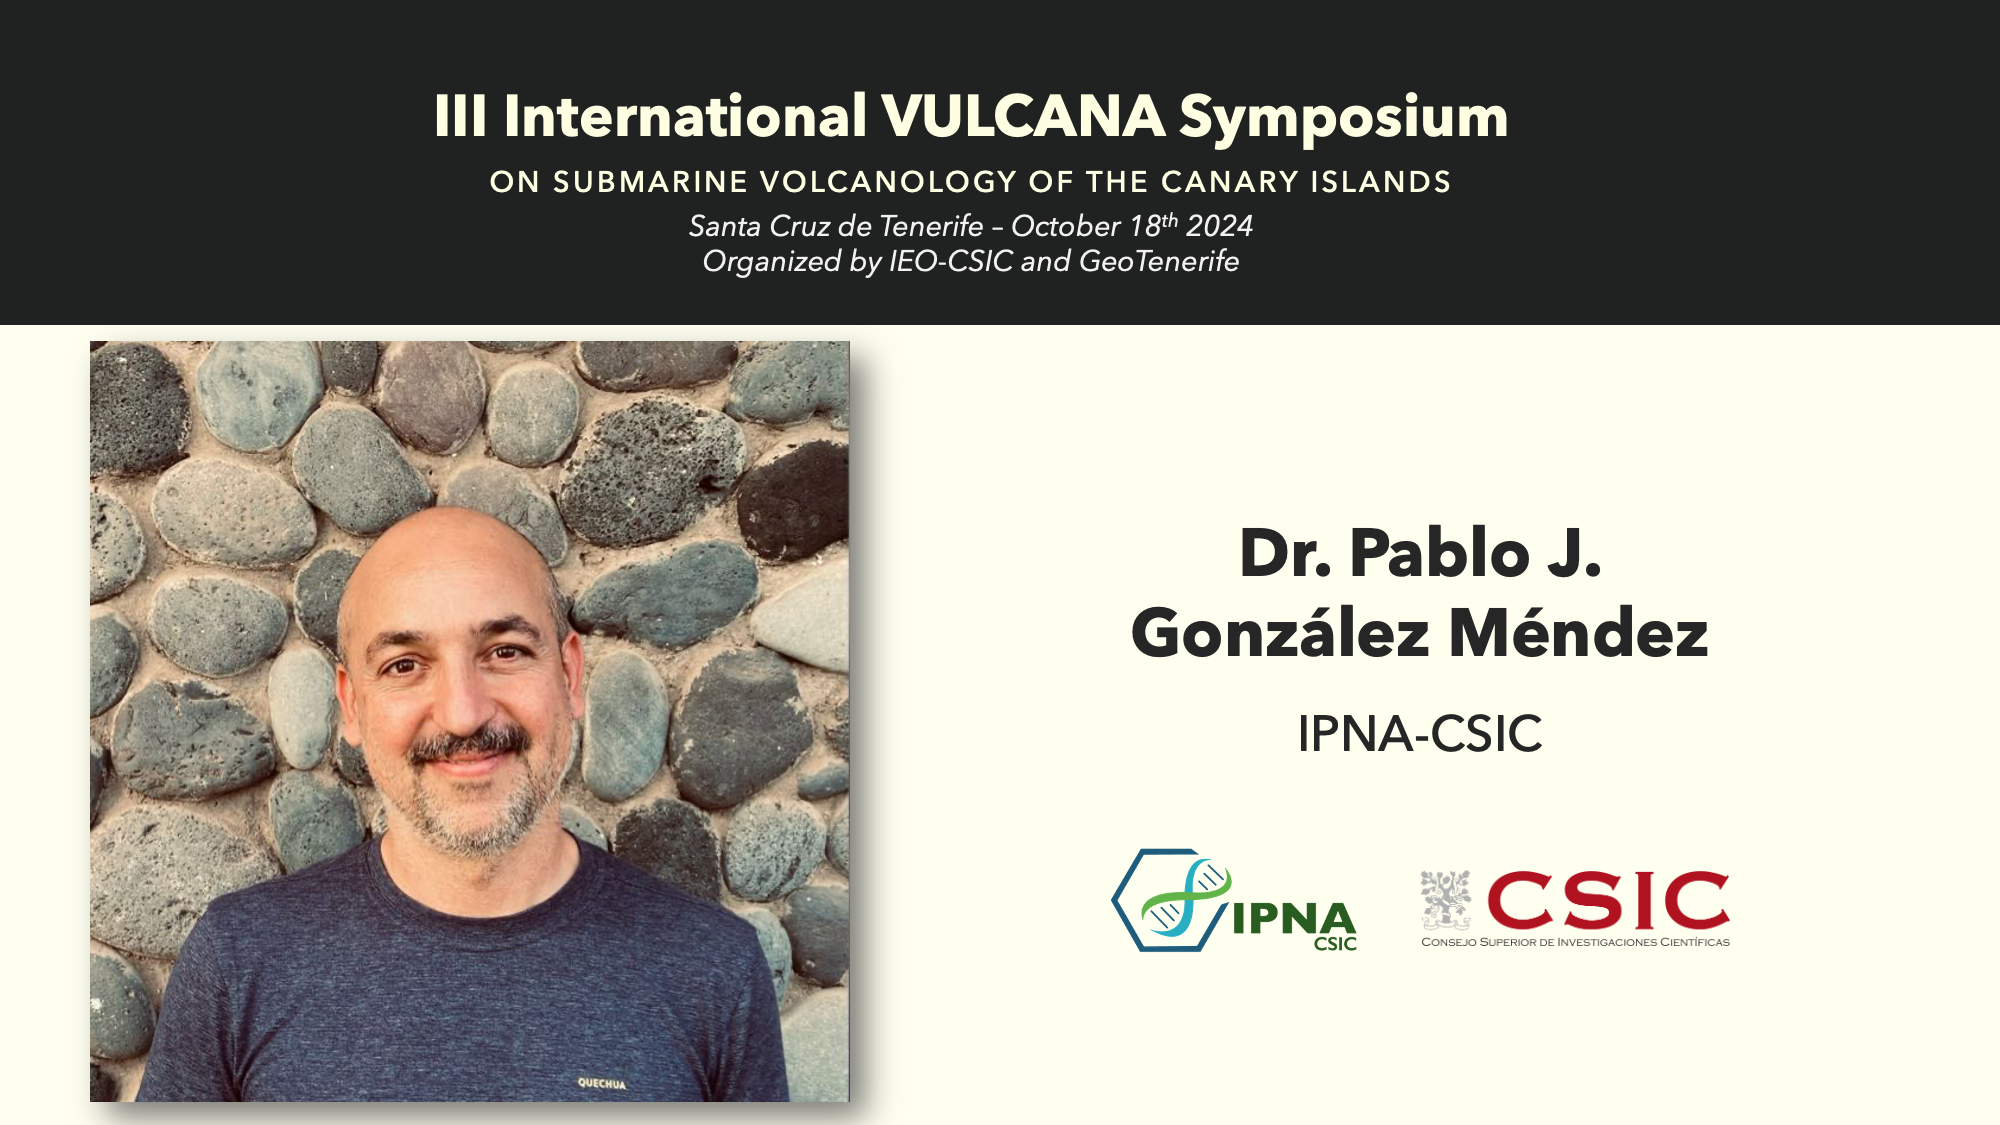 III International VULCANA Symposium
ON SUBMARINE VOLCANOLOGY OF THE CANARY ISLANDS
Santa Cruz de Tenerife – October 18th 2024
Organized by IEO-CSIC and GeoTenerife
Dr. Pablo J.
González Méndez
IPNA-CSIC
IPNA
CSIC
CSIC
CONSEJO SUPERIOR DE INVESTIGACIONES CIENTÍFICAS
QUECHUA